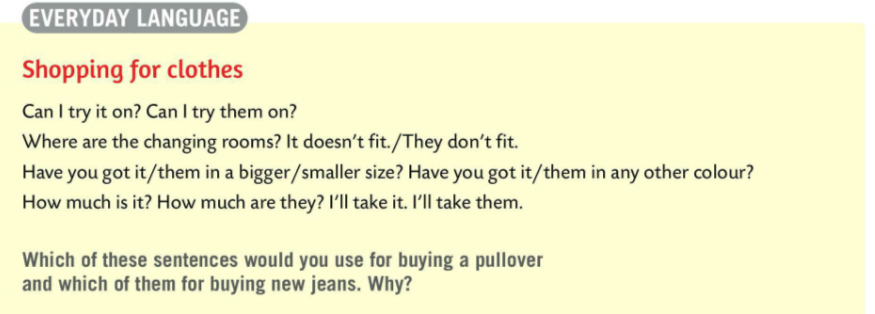 EVERYDAY LANGUAGE
Shopping for clothes
Can I try it on? Can I try them on?
Where are the changing rooms? It doesn't fit./They don't fit.
Have you got it/them in a bigger/smaller size? Have you got it/them in any other colour?
How much is it? How much are they? I'll take it. I'll take them.
Which of these sentences would you use for buying a pullover
and which of them for buying new jeans. Why?